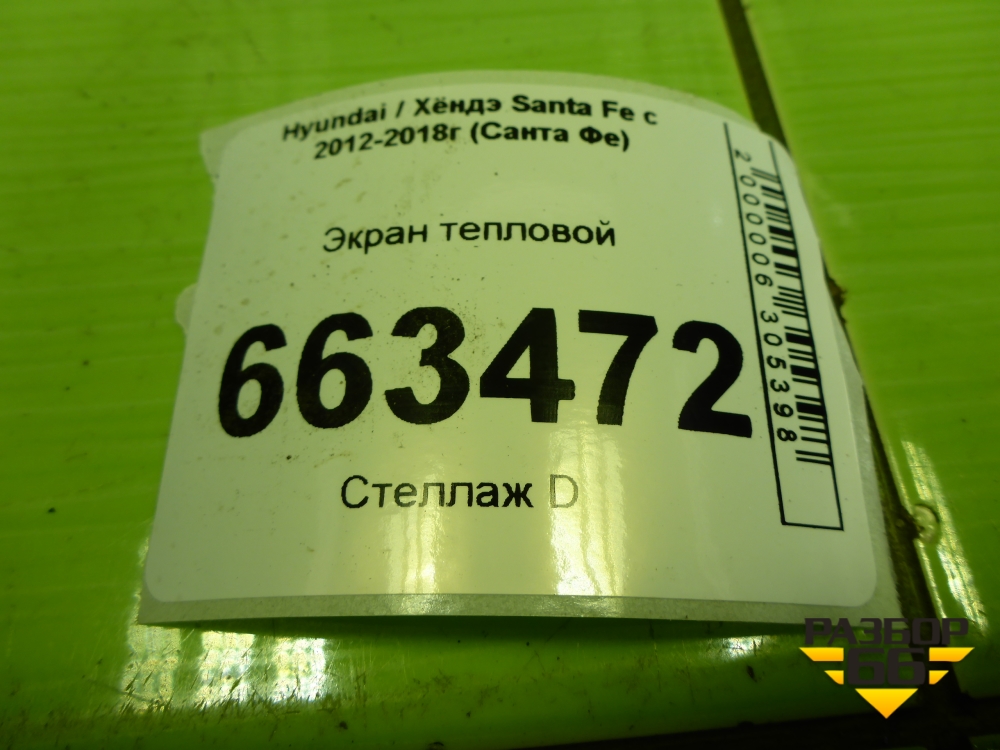 Hyundai / Хёндэ Santa Fe с
2012-2018г (Санта Фе)
Экран тепловой
663472
Стеллаж D
2000006305398
РАЗБОР
66